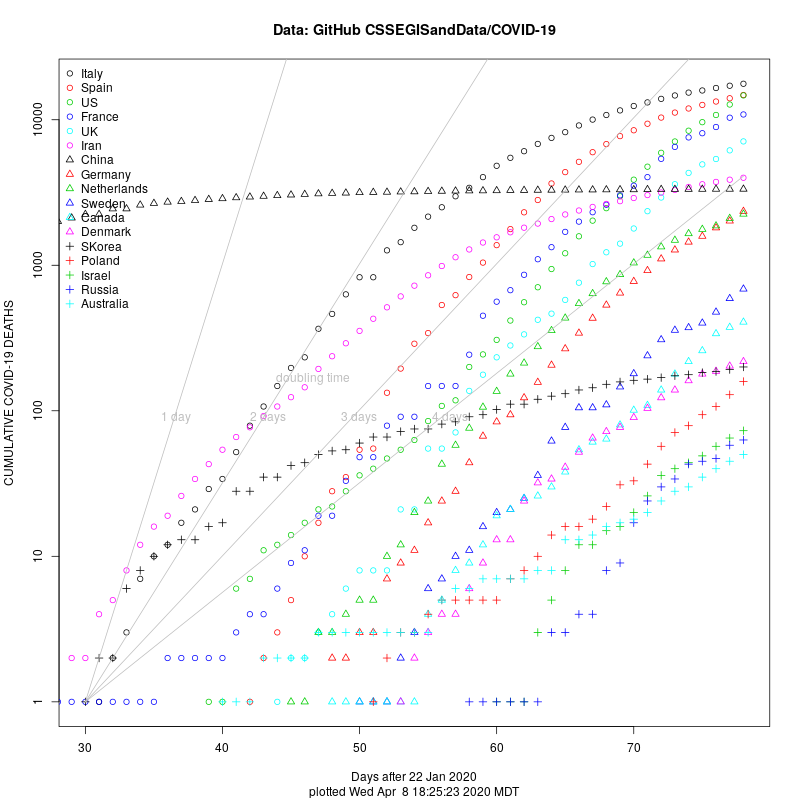 Data: GitHub CSSEGISandData/COVID-19
Italy
Spain
US
France
UK
Iran
China
Germany
Netherlands
Sweden
Canada
Denmark
SKorea
Poland
Israel
Russia
Australia
doubling time
1 day
2 days
3 days
4 days
CUMULATIVE COVID-19 DEATHS
10000
1000
100
10
1
30
40
50
60
70
Days after 22 Jan 2020
plotted Wed Apr 8 18:25:23 2020 MDT